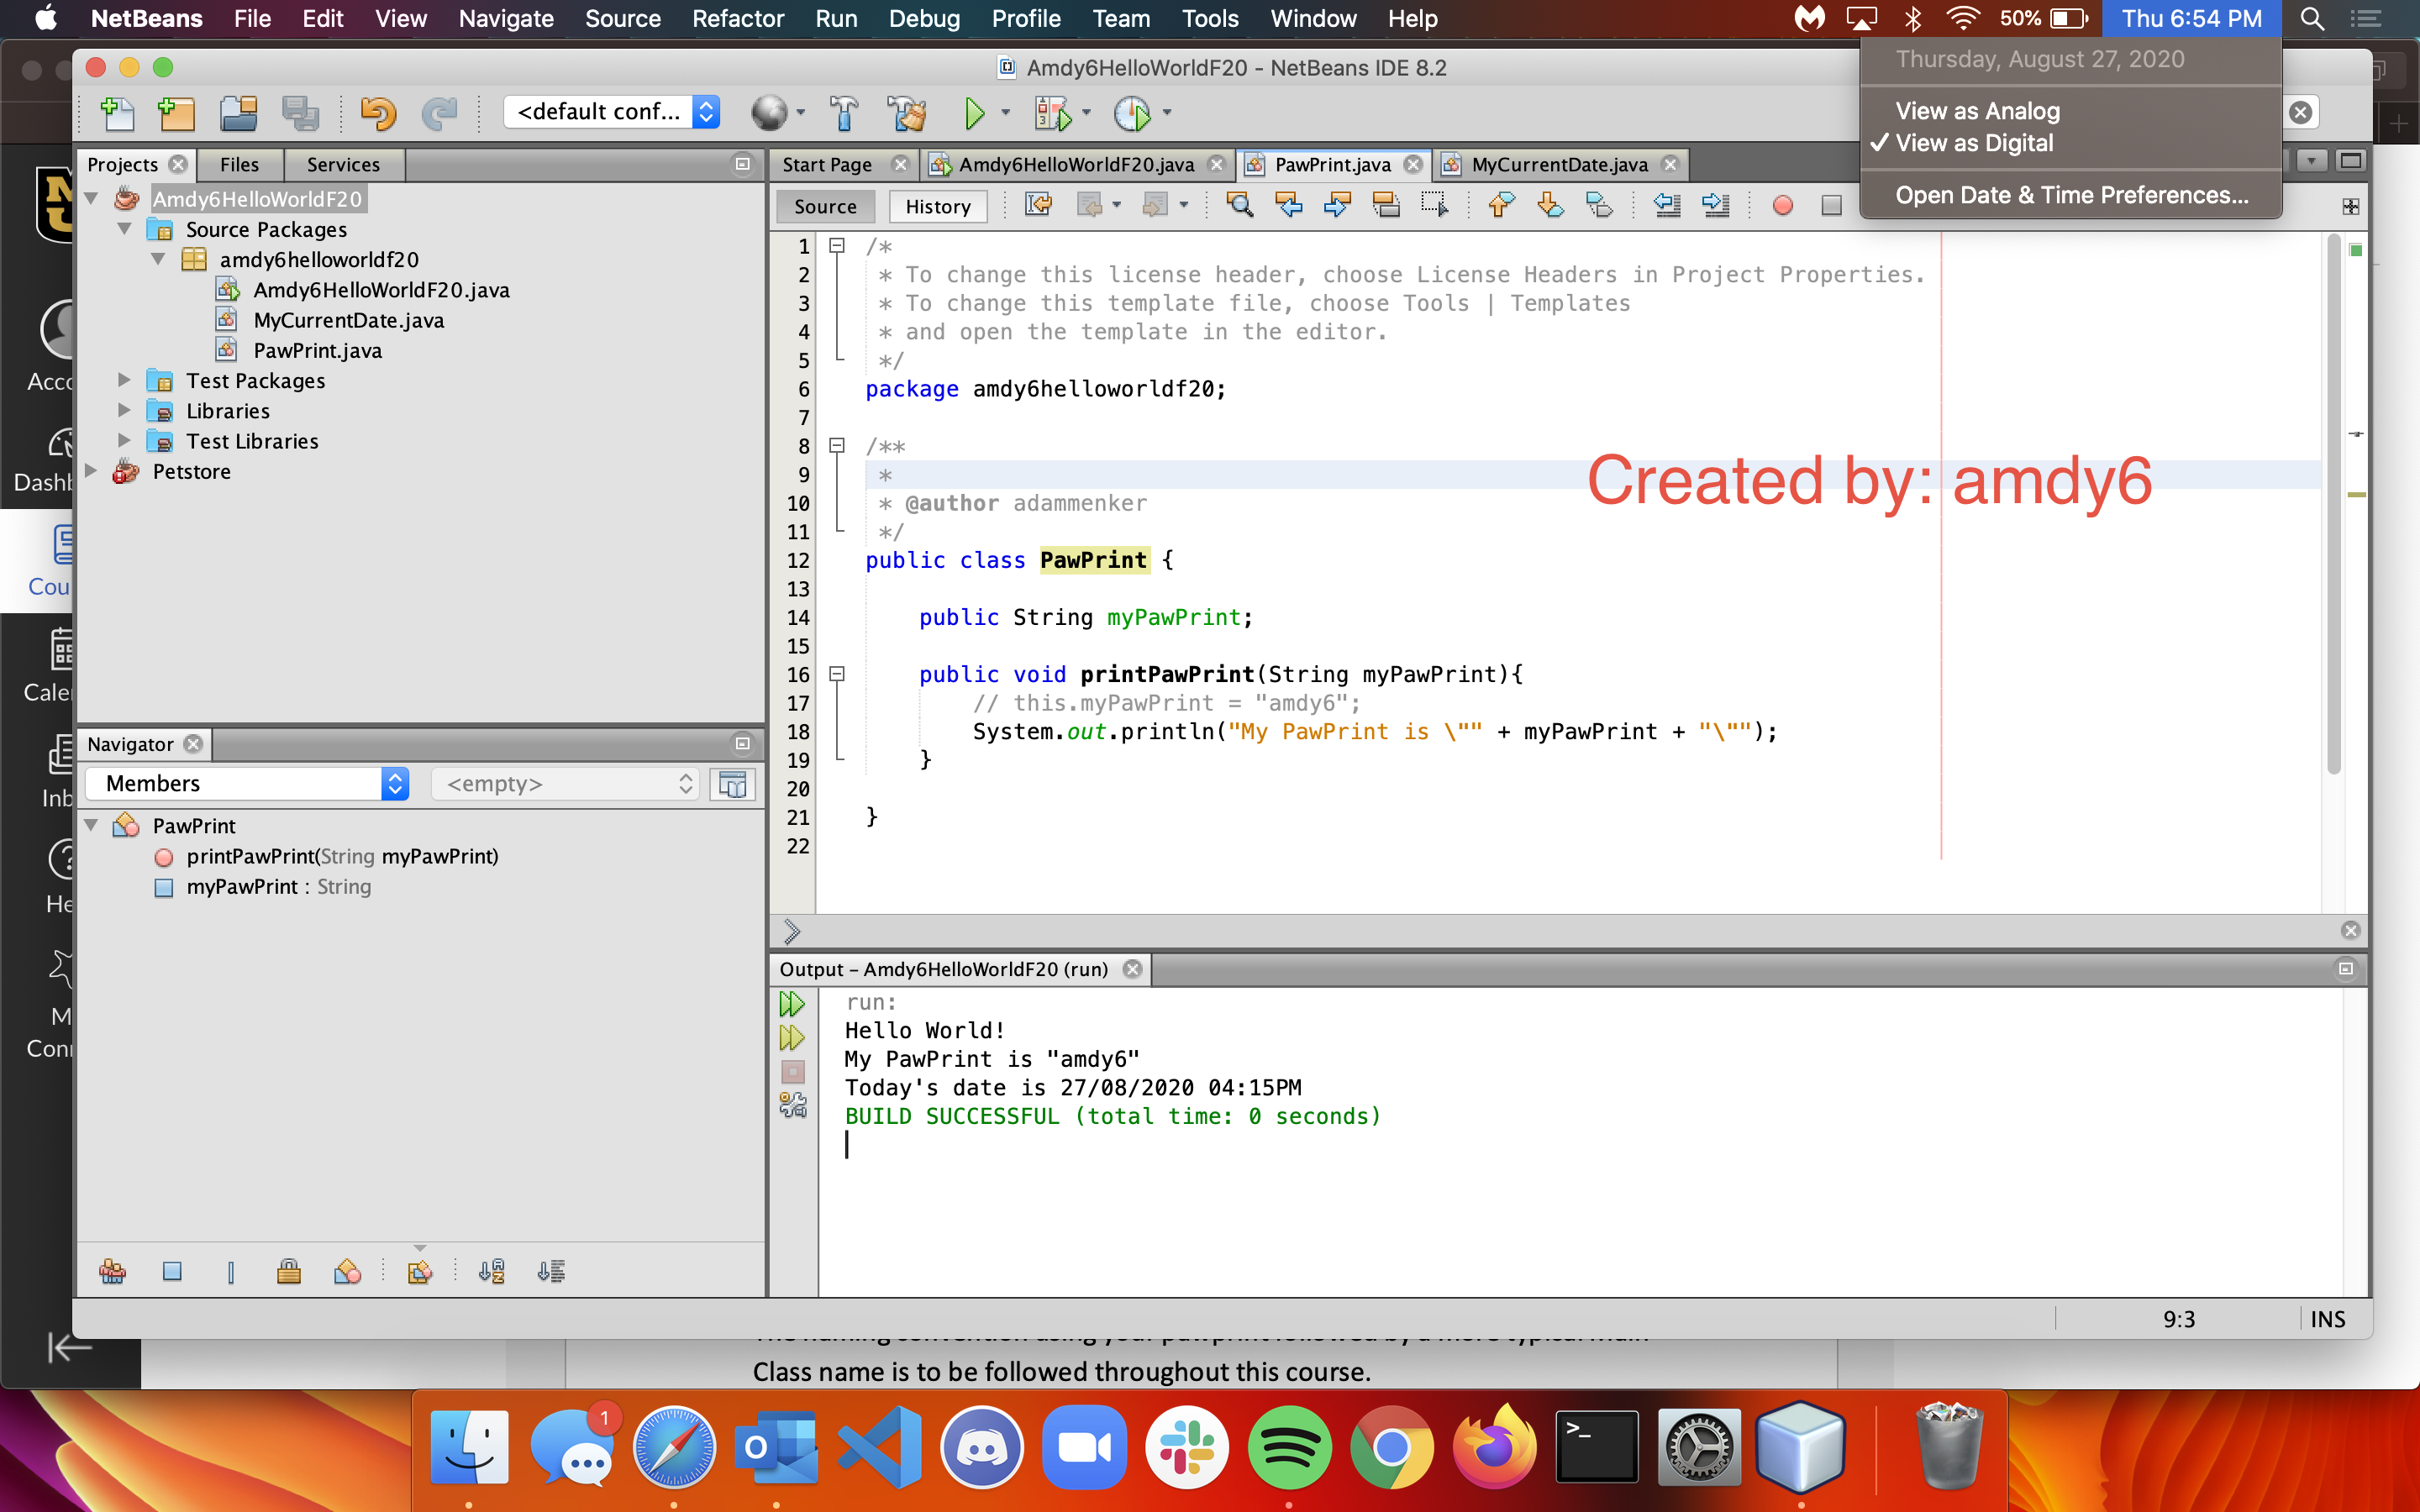 NetBeans File Edit View Navigate Source Refactor Run Debug Profile Team Tools Window Help 50% Thu 6:54 PM
Thursday, August 27, 2020
View as Analog
✓ View as Digital
Open Date & Time Preferences...
Amdy6HelloWorldF20 - NetBeans IDE 8.2
<default conf...
Projects Files Services
Amdy6HelloWorldF20
Source Packages
amdy6helloworldf20
Amdy6HelloWorldF20.java
MyCurrentDate.java
PawPrint.java
Test Packages
Libraries
Test Libraries
Petstore
Start Page Amdy6HelloWorldF20.java PawPrint.java MyCurrentDate.java
Source History
1 /*
2 * To change this license header, choose License Headers in Project Properties.
3 * To change this template file, choose Tools | Templates
4 * and open the template in the editor.
5 */
6 package amdy6helloworldf20;
7
8 /**
9 *
10 * @author adammenker
11 */
12 public class PawPrint {
13
14 public String myPawPrint;
15
16 public void printPawPrint(String myPawPrint){
17 // this.myPawPrint = "amdy6";
18 System.out.println("My PawPrint is \"" + myPawPrint + "\"");
19 }
20
21 }
22
Created by: amdy6
Navigator
Members <empty>
PawPrint
printPawPrint(String myPawPrint)
myPawPrint : String
Output - Amdy6HelloWorldF20 (run)
run:
Hello World!
My PawPrint is "amdy6"
Today's date is 27/08/2020 04:15PM
BUILD SUCCESSFUL (total time: 0 seconds)
9:3 INS
Class name is to be followed throughout this course.
1